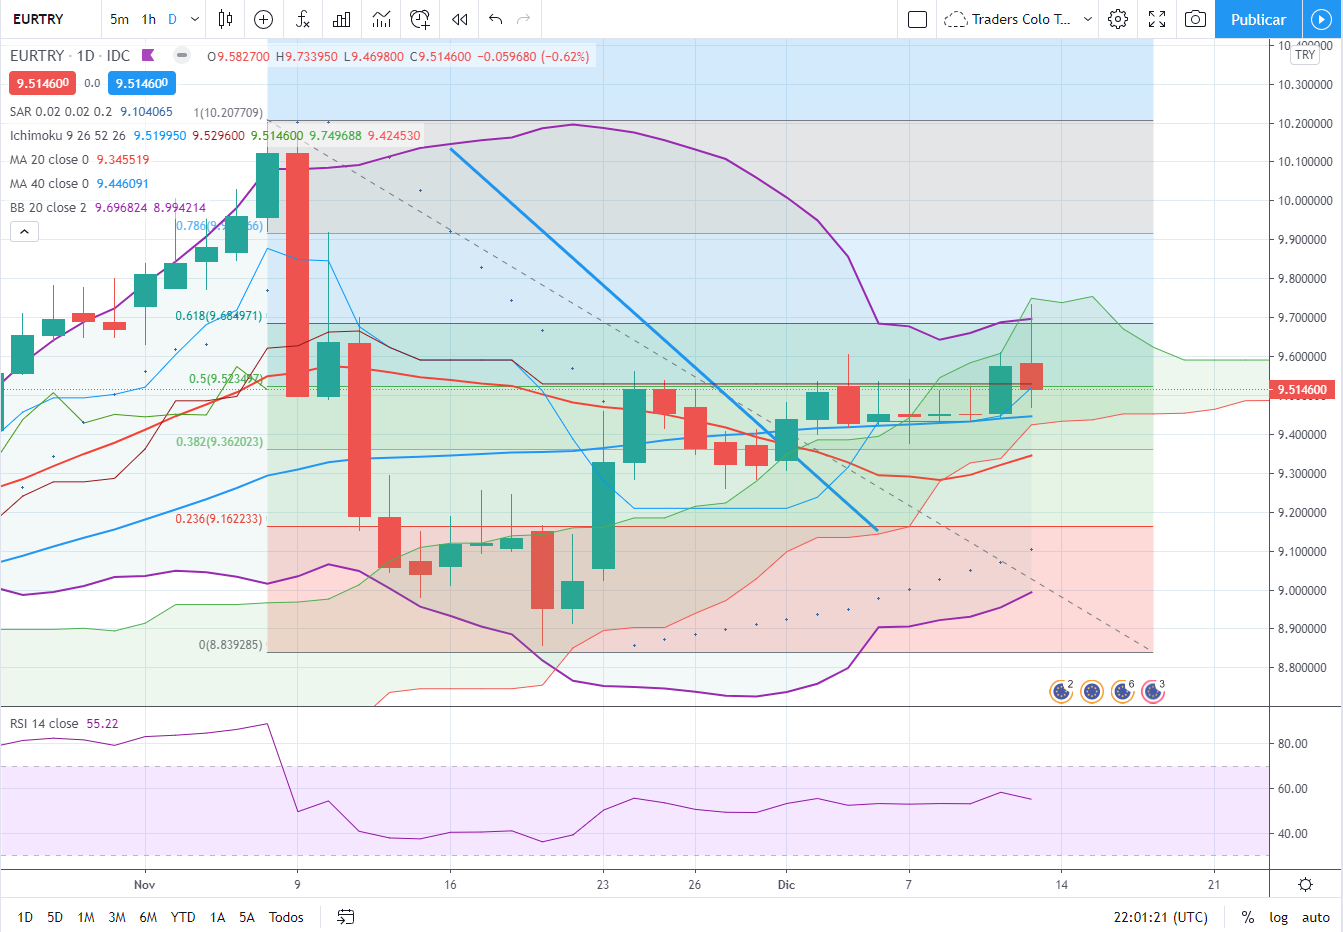 EURTRY 5m 1h D Traders Colo T... Publicar
EURTRY · 1D · IDC O9.582700 H9.733950 L9.469800 C9.514600 −0.059680 (−0.62%)
9.514600 0.0 9.514600
SAR 0.02 0.02 0.2 9.104065
1(10.207709)
Ichimoku 9 26 52 26 9.519950 9.529600 9.514600 9.749688 9.424530
MA 20 close 0 9.345519
MA 40 close 0 9.446091
BB 20 close 2 9.696824 8.994214
0.618(9.684971)
0.5(9.523497)
0.382(9.362023)
0.236(9.162233)
0(8.839285)
TRY
10.300000
10.200000
10.100000
10.000000
9.900000
9.800000
9.700000
9.600000
9.514600
9.400000
9.300000
9.200000
9.100000
9.000000
8.900000
8.800000
2 6 3
RSI 14 close 55.22
80.00
60.00
40.00
Nov 9 16 23 26 Dic 7 14 21
1D 5D 1M 3M 6M YTD 1A 5A Todos 22:01:21 (UTC) % log auto